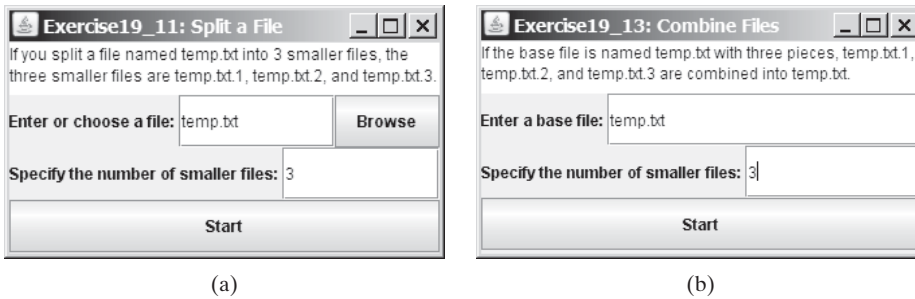 Exercise19_11: Split a File
If you split a file named temp.txt into 3 smaller files, the
three smaller files are temp.txt.1, temp.txt.2, and temp.txt.3.
Enter or choose a file: temp.txt Browse
Specify the number of smaller files: 3
Start
(a)
Exercise19_13: Combine Files
If the base file is named temp.txt with three pieces, temp.txt.1,
temp.txt.2, and temp.txt.3 are combined into temp.txt.
Enter a base file: temp.txt
Specify the number of smaller files: 3
Start
(b)